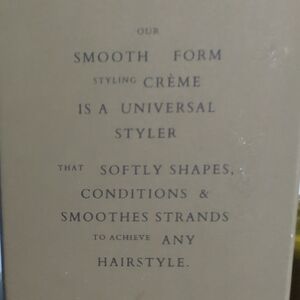 OUR
SMOOTH FORM
STYLING CRÈME
IS A UNIVERSAL
STYLER
THAT SOFTLY SHAPES,
CONDITIONS &
SMOOTHES STRANDS
TO ACHIEVE ANY
HAIRSTYLE.